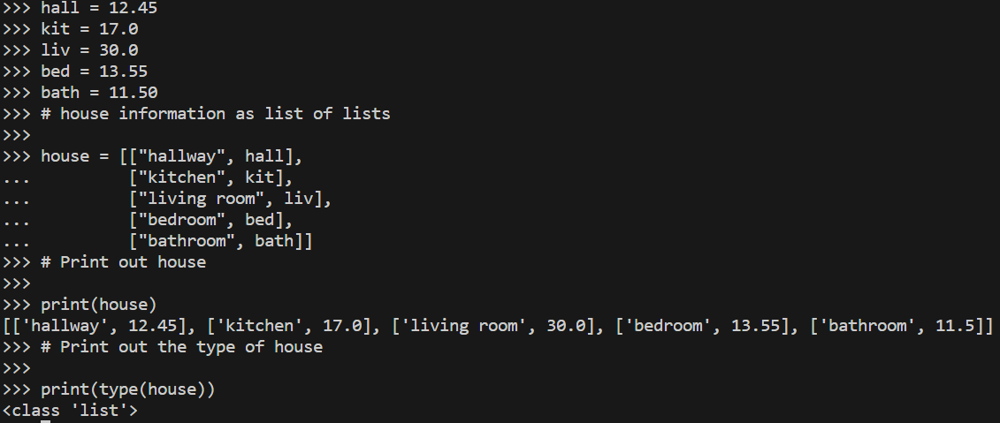 >>> hall = 12.45
>>> kit = 17.0
>>> liv = 30.0
>>> bed = 13.55
>>> bath = 11.50
>>> # house information as list of lists
>>>
>>> house = [["hallway", hall],
...          ["kitchen", kit],
...          ["living room", liv],
...          ["bedroom", bed],
...          ["bathroom", bath]]
>>> # Print out house
>>>
>>> print(house)
[['hallway', 12.45], ['kitchen', 17.0], ['living room', 30.0], ['bedroom', 13.55], ['bathroom', 11.5]]
>>> # Print out the type of house
>>>
>>> print(type(house))
<class 'list'>